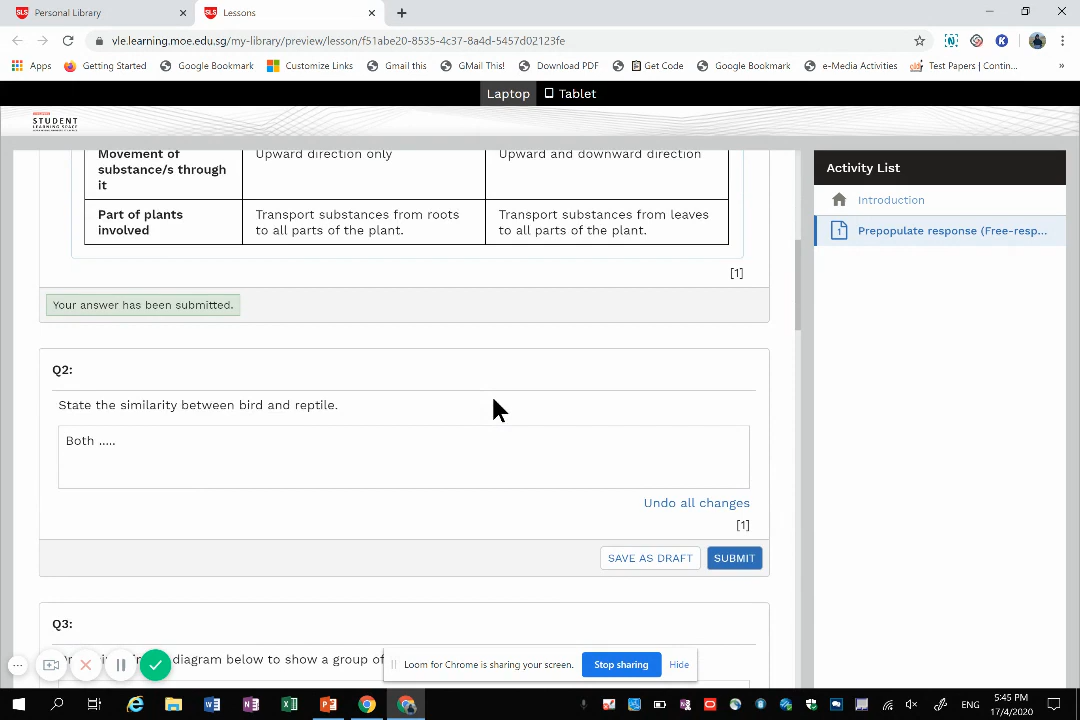 Personal Library
Lessons
vle.learning.moe.edu.sg/my-library/preview/lesson/f51abe20-8535-4c37-8a4d-5457d02123fe
Apps
Getting Started
Google Bookmark
Customize Links
Gmail this
GMail This!
Download PDF
Get Code
Google Bookmark
e-Media Activities
Test Papers | Contin...
Laptop
Tablet
STUDENT
LEARNING SPACE
Movement of substance/s through it
Upward direction only
Upward and downward direction
Part of plants involved
Transport substances from roots to all parts of the plant.
Transport substances from leaves to all parts of the plant.
[1]
Your answer has been submitted.
Q2:
State the similarity between bird and reptile.
Both .....
Undo all changes
[1]
SAVE AS DRAFT
SUBMIT
Q3:
diagram below to show a group of
Activity List
Introduction
1
Prepopulate response (Free-resp...
Loom for Chrome is sharing your screen.
Stop sharing
Hide
ENG
5:45 PM
17/4/2020